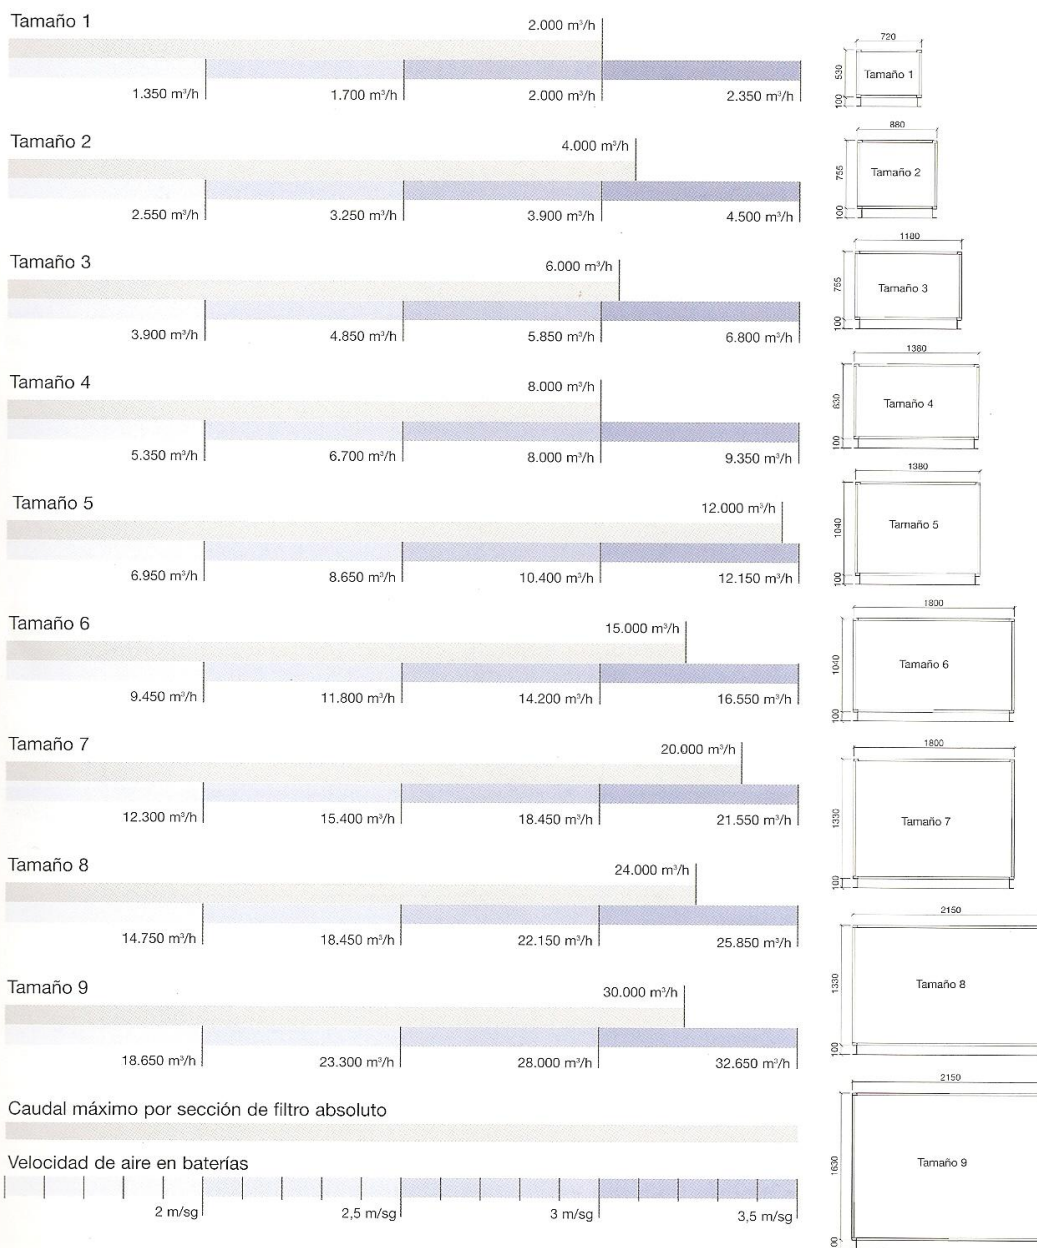 Tamaño 1
2.000 m³/h
1.350 m³/h 1.700 m³/h 2.000 m³/h 2.350 m³/h
720
530
100
Tamaño 1
Tamaño 2
4.000 m³/h
2.550 m³/h 3.250 m³/h 3.900 m³/h 4.500 m³/h
880
755
100
Tamaño 2
Tamaño 3
6.000 m³/h
3.900 m³/h 4.850 m³/h 5.850 m³/h 6.800 m³/h
1180
755
100
Tamaño 3
Tamaño 4
8.000 m³/h
5.350 m³/h 6.700 m³/h 8.000 m³/h 9.350 m³/h
1380
830
100
Tamaño 4
Tamaño 5
12.000 m³/h
6.950 m³/h 8.650 m³/h 10.400 m³/h 12.150 m³/h
1380
1040
100
Tamaño 5
Tamaño 6
15.000 m³/h
9.450 m³/h 11.800 m³/h 14.200 m³/h 16.550 m³/h
1800
1040
100
Tamaño 6
Tamaño 7
20.000 m³/h
12.300 m³/h 15.400 m³/h 18.450 m³/h 21.550 m³/h
1800
1330
100
Tamaño 7
Tamaño 8
24.000 m³/h
14.750 m³/h 18.450 m³/h 22.150 m³/h 25.850 m³/h
2150
1330
100
Tamaño 8
Tamaño 9
30.000 m³/h
18.650 m³/h 23.300 m³/h 28.000 m³/h 32.650 m³/h
2150
1630
00
Tamaño 9
Caudal máximo por sección de filtro absoluto
Velocidad de aire en baterías
2 m/sg 2,5 m/sg 3 m/sg 3,5 m/sg